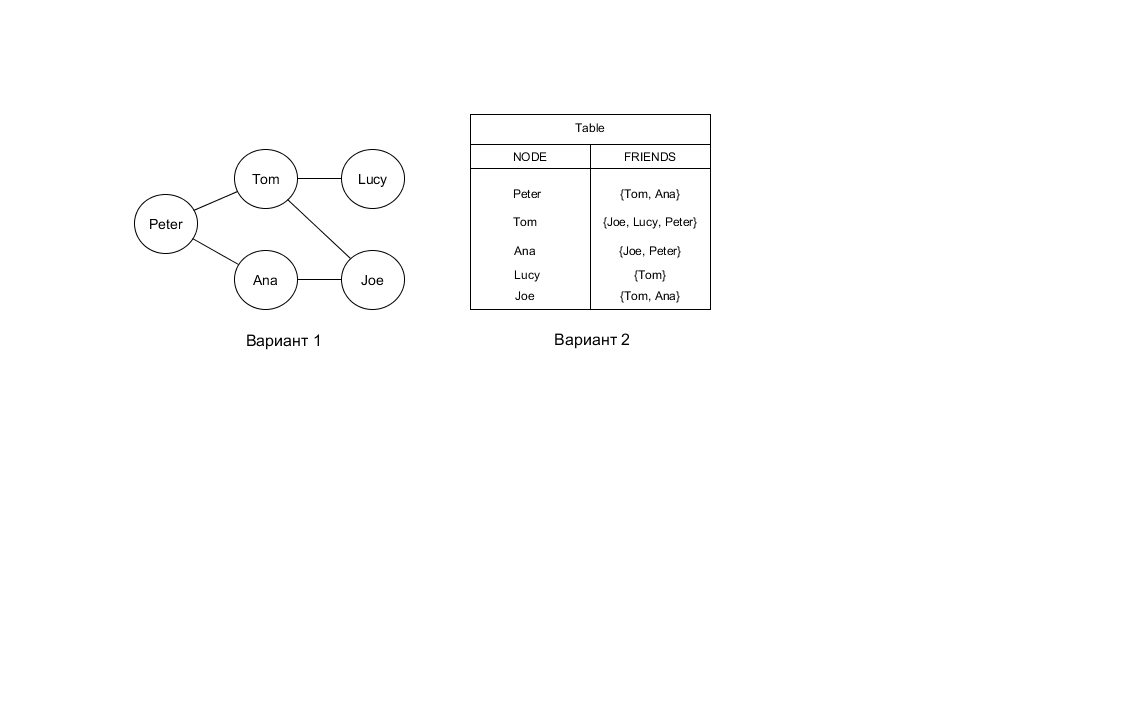 Peter
Tom
Lucy
Ana
Joe
Вариант 1
Table
NODE FRIENDS
Peter {Tom, Ana}
Tom {Joe, Lucy, Peter}
Ana {Joe, Peter}
Lucy {Tom}
Joe {Tom, Ana}
Вариант 2